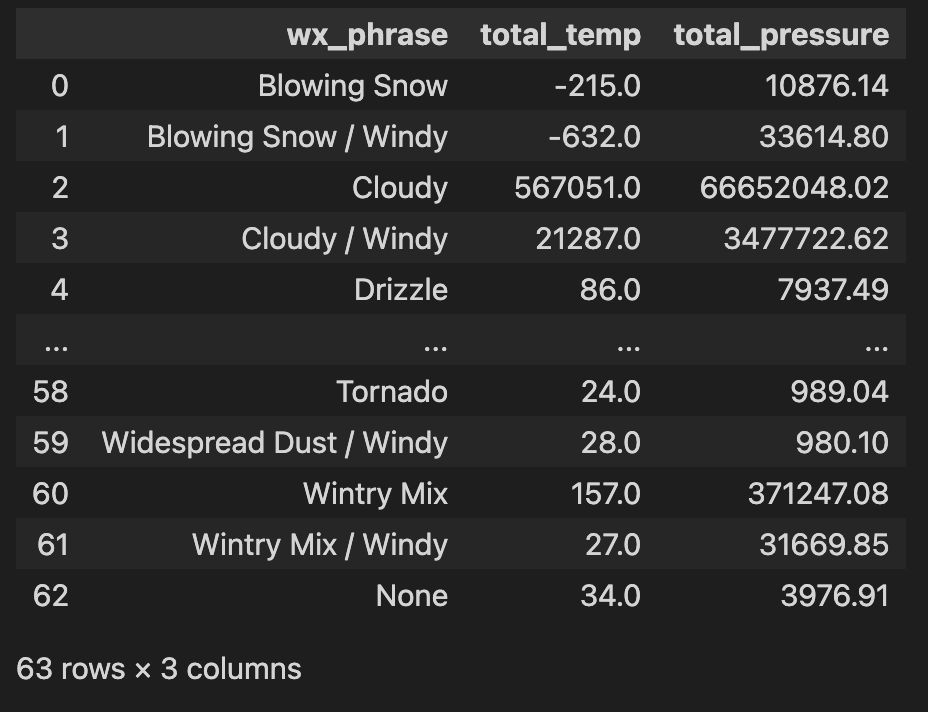 wx_phrase total_temp total_pressure
0 Blowing Snow -215.0 10876.14
1 Blowing Snow / Windy -632.0 33614.80
2 Cloudy 567051.0 66652048.02
3 Cloudy / Windy 21287.0 3477722.62
4 Drizzle 86.0 7937.49
... ... ... ...
58 Tornado 24.0 989.04
59 Widespread Dust / Windy 28.0 980.10
60 Wintry Mix 157.0 371247.08
61 Wintry Mix / Windy 27.0 31669.85
62 None 34.0 3976.91
63 rows × 3 columns